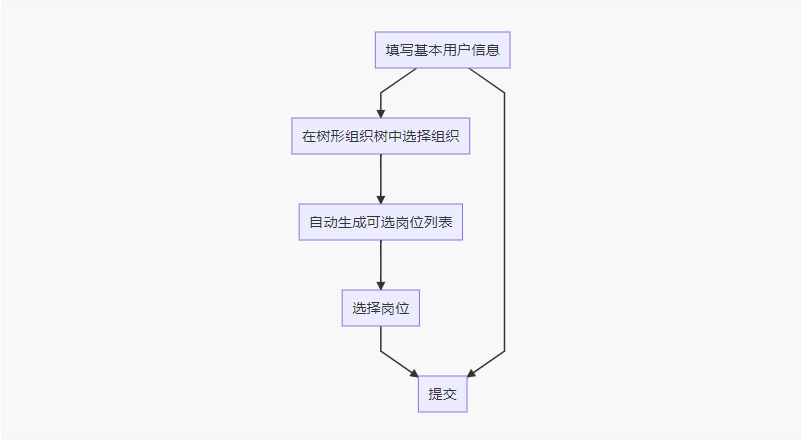 填写基本用户信息
在树形组织树中选择组织
自动生成可选岗位列表
选择岗位
提交